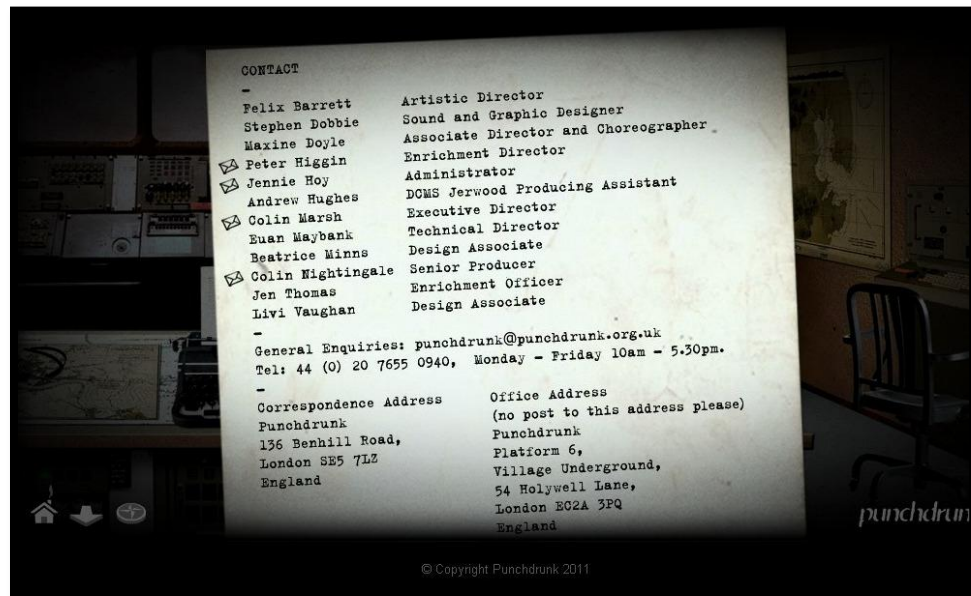 CONTACT
-
Felix Barrett Artistic Director
Stephen Dobbie Sound and Graphic Designer
Maxine Doyle Associate Director and Choreographer
Peter Higgin Enrichment Director
Jennie Hoy Administrator
Andrew Hughes DCMS Jerwood Producing Assistant
Colin Marsh Executive Director
Euan Maybank Technical Director
Beatrice Minns Design Associate
Colin Nightingale Senior Producer
Jen Thomas Enrichment Officer
Livi Vaughan Design Associate
-
General Enquiries: punchdrunk@punchdrunk.org.uk
Tel: 44 (0) 20 7655 0940, Monday - Friday 10am - 5.30pm.
-
Correspondence Address
Punchdrunk
136 Benhill Road,
London SE5 7LZ
England
Office Address
(no post to this address please)
Punchdrunk
Platform 6,
Village Underground,
54 Holywell Lane,
London EC2A 3PQ
England
punchdrun
© Copyright Punchdrunk 2011